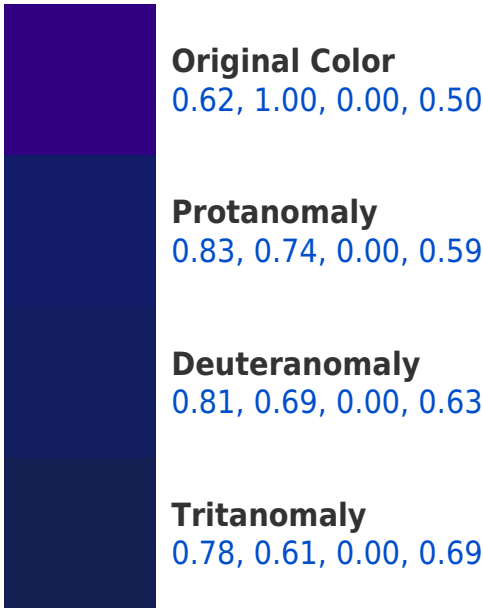 Original Color
0.62, 1.00, 0.00, 0.50
Protanomaly
0.83, 0.74, 0.00, 0.59
Deuteranomaly
0.81, 0.69, 0.00, 0.63
Tritanomaly
0.78, 0.61, 0.00, 0.69